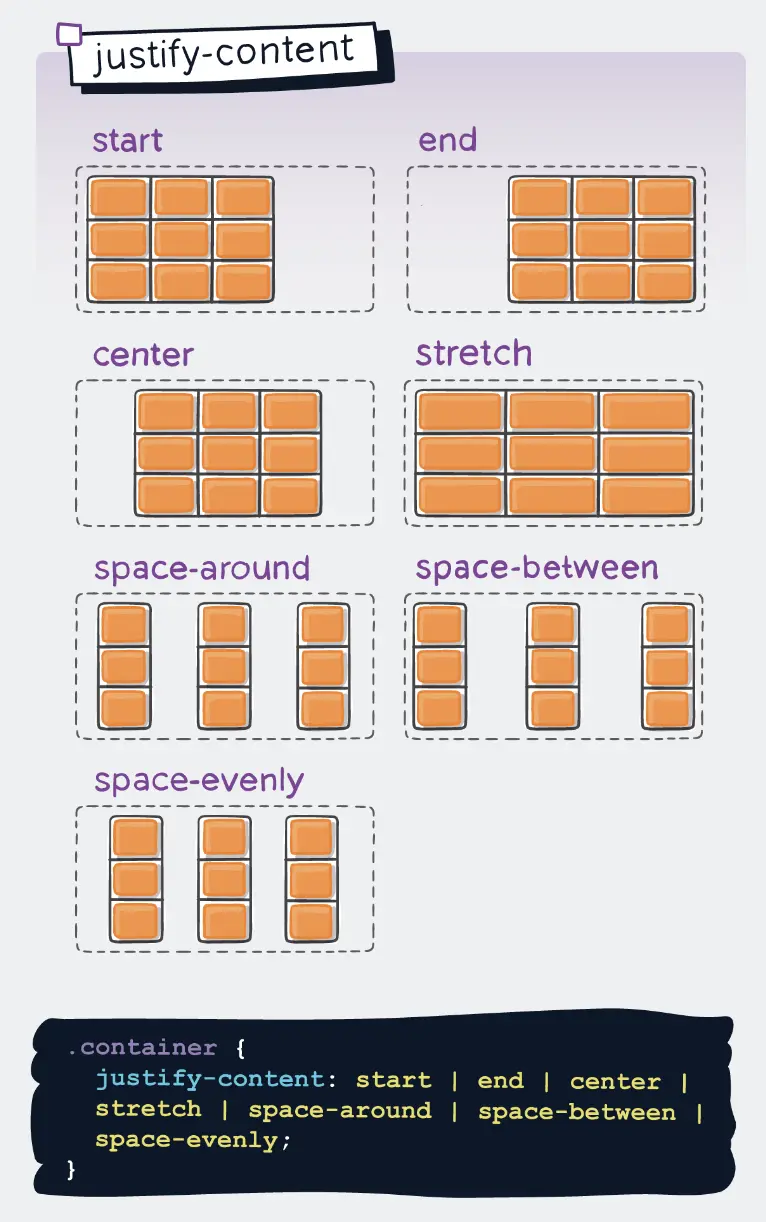 justify-content
start
end
center
stretch
space-around
space-between
space-evenly
.container {
justify-content: start | end | center |
stretch | space-around | space-between |
space-evenly;
}